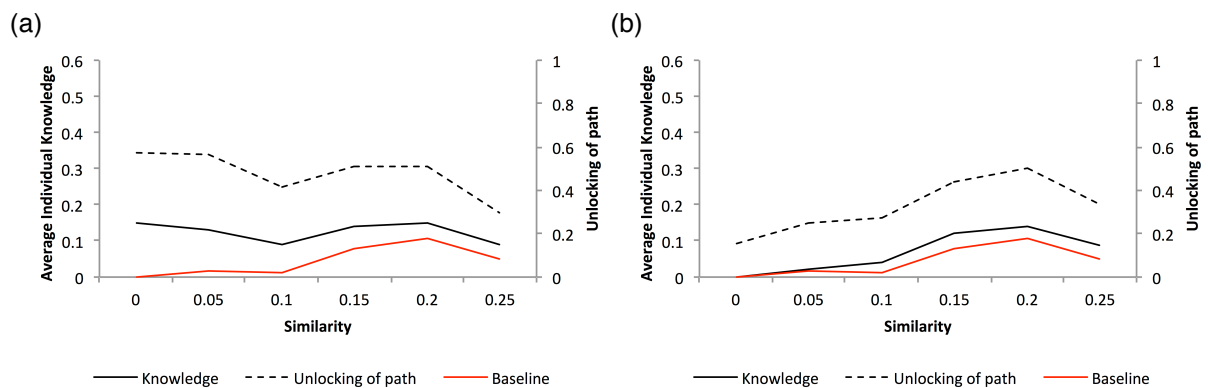 (a)
Average Individual Knowledge
0.6
0.5
0.4
0.3
0.2
0.1
0
1
0.8
0.6
0.4
0.2
0
Unlocking of path
0 0.05 0.1 0.15 0.2 0.25
Similarity
Knowledge Unlocking of path Baseline
(b)
Average Individual Knowledge
0.6
0.5
0.4
0.3
0.2
0.1
0
1
0.8
0.6
0.4
0.2
0
Unlocking of path
0 0.05 0.1 0.15 0.2 0.25
Similarity
Knowledge Unlocking of path Baseline